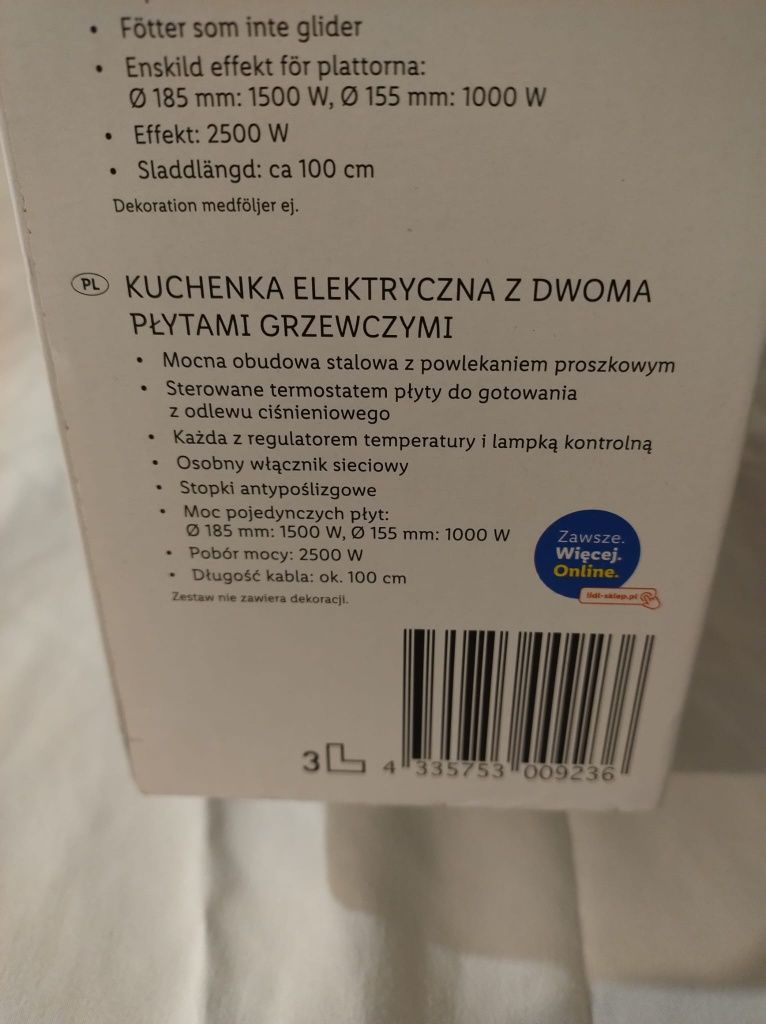 • Fötter som inte glider
• Enskild effekt för plattorna:
Ø 185 mm: 1500 W, Ø 155 mm: 1000 W
• Effekt: 2500 W
• Sladdlängd: ca 100 cm
Dekoration medföljer ej.
PL KUCHENKA ELEKTRYCZNA Z DWOMA
PŁYTAMI GRZEWCZYMI
• Mocna obudowa stalowa z powlekaniem proszkowym
• Sterowane termostatem płyty do gotowania
z odlewu ciśnieniowego
• Każda z regulatorem temperatury i lampką kontrolną
• Osobny włącznik sieciowy
• Stopki antypoślizgowe
• Moc pojedynczych płyt:
Ø 185 mm: 1500 W, Ø 155 mm: 1000 W
• Pobór mocy: 2500 W
• Długość kabla: ok. 100 cm
Zestaw nie zawiera dekoracji.
Zawsze.
Więcej.
Online.
lidl-sklep.pl
3L
4 335753 009236